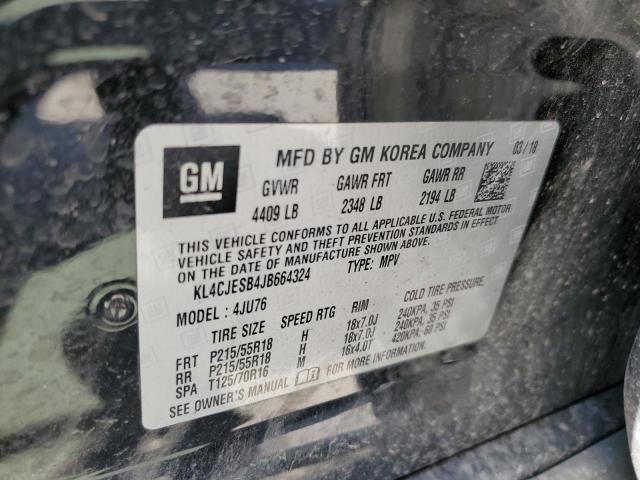 GM MFD BY GM KOREA COMPANY 03/18
GVWR GAWR FRT GAWR RR
4409 LB 2348 LB 2194 LB
THIS VEHICLE CONFORMS TO ALL APPLICABLE U.S. FEDERAL MOTOR
VEHICLE SAFETY AND THEFT PREVENTION STANDARDS IN EFFECT
ON THE DATE OF MANUFACTURE SHOWN ABOVE.
KL4CJESB4JB664324 TYPE: MPV
MODEL : 4JU76
TIRE SIZE SPEED RTG RIM COLD TIRE PRESSURE
FRT P215/55R18 H 18x7.0J 240KPA, 35 PSI
RR P215/55R18 H 18x7.0J 240KPA, 35 PSI
SPA T125/70R16 M 16x4.0T 420KPA, 60 PSI
SEE OWNER'S MANUAL FOR MORE INFORMATION.